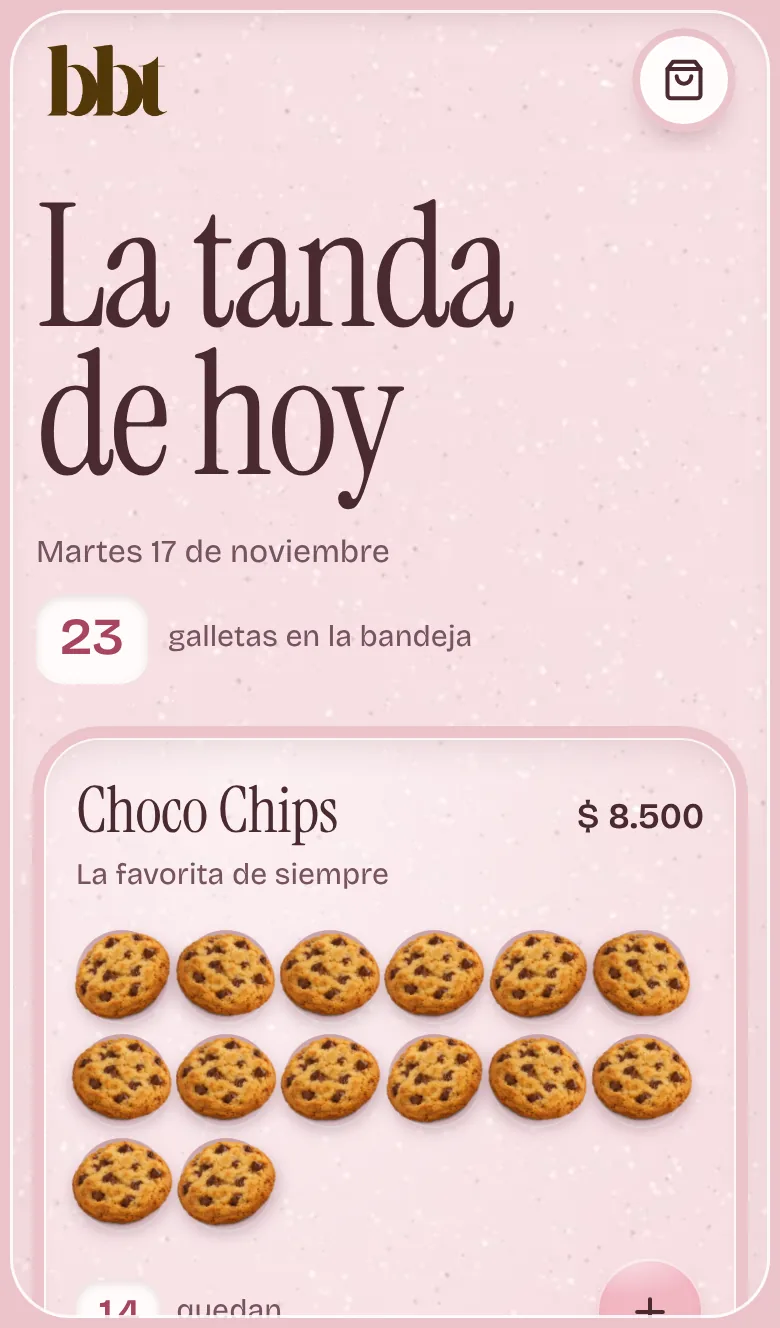 bbt
La tanda
de hoy
Martes 17 de noviembre
23 galletas en la bandeja
Choco Chips $ 8.500
La favorita de siempre
14 quedan +